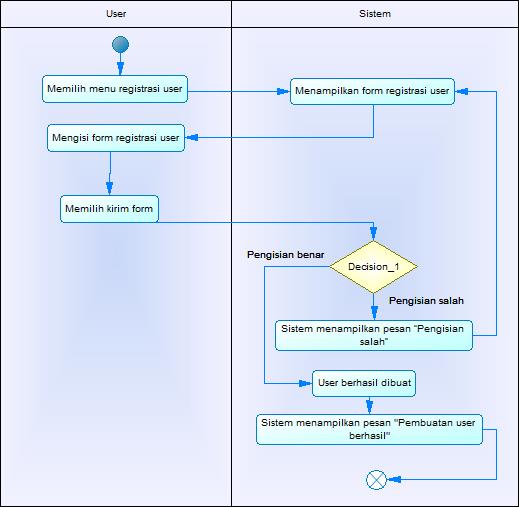 User
Sistem
Memilih menu registrasi user
Menampilkan form registrasi user
Mengisi form registrasi user
Memilih kirim form
Pengisian benar
Decision_1
Pengisian salah
Sistem menampilkan pesan "Pengisian
salah"
User berhasil dibuat
Sistem menampilkan pesan "Pembuatan user
berhasil"